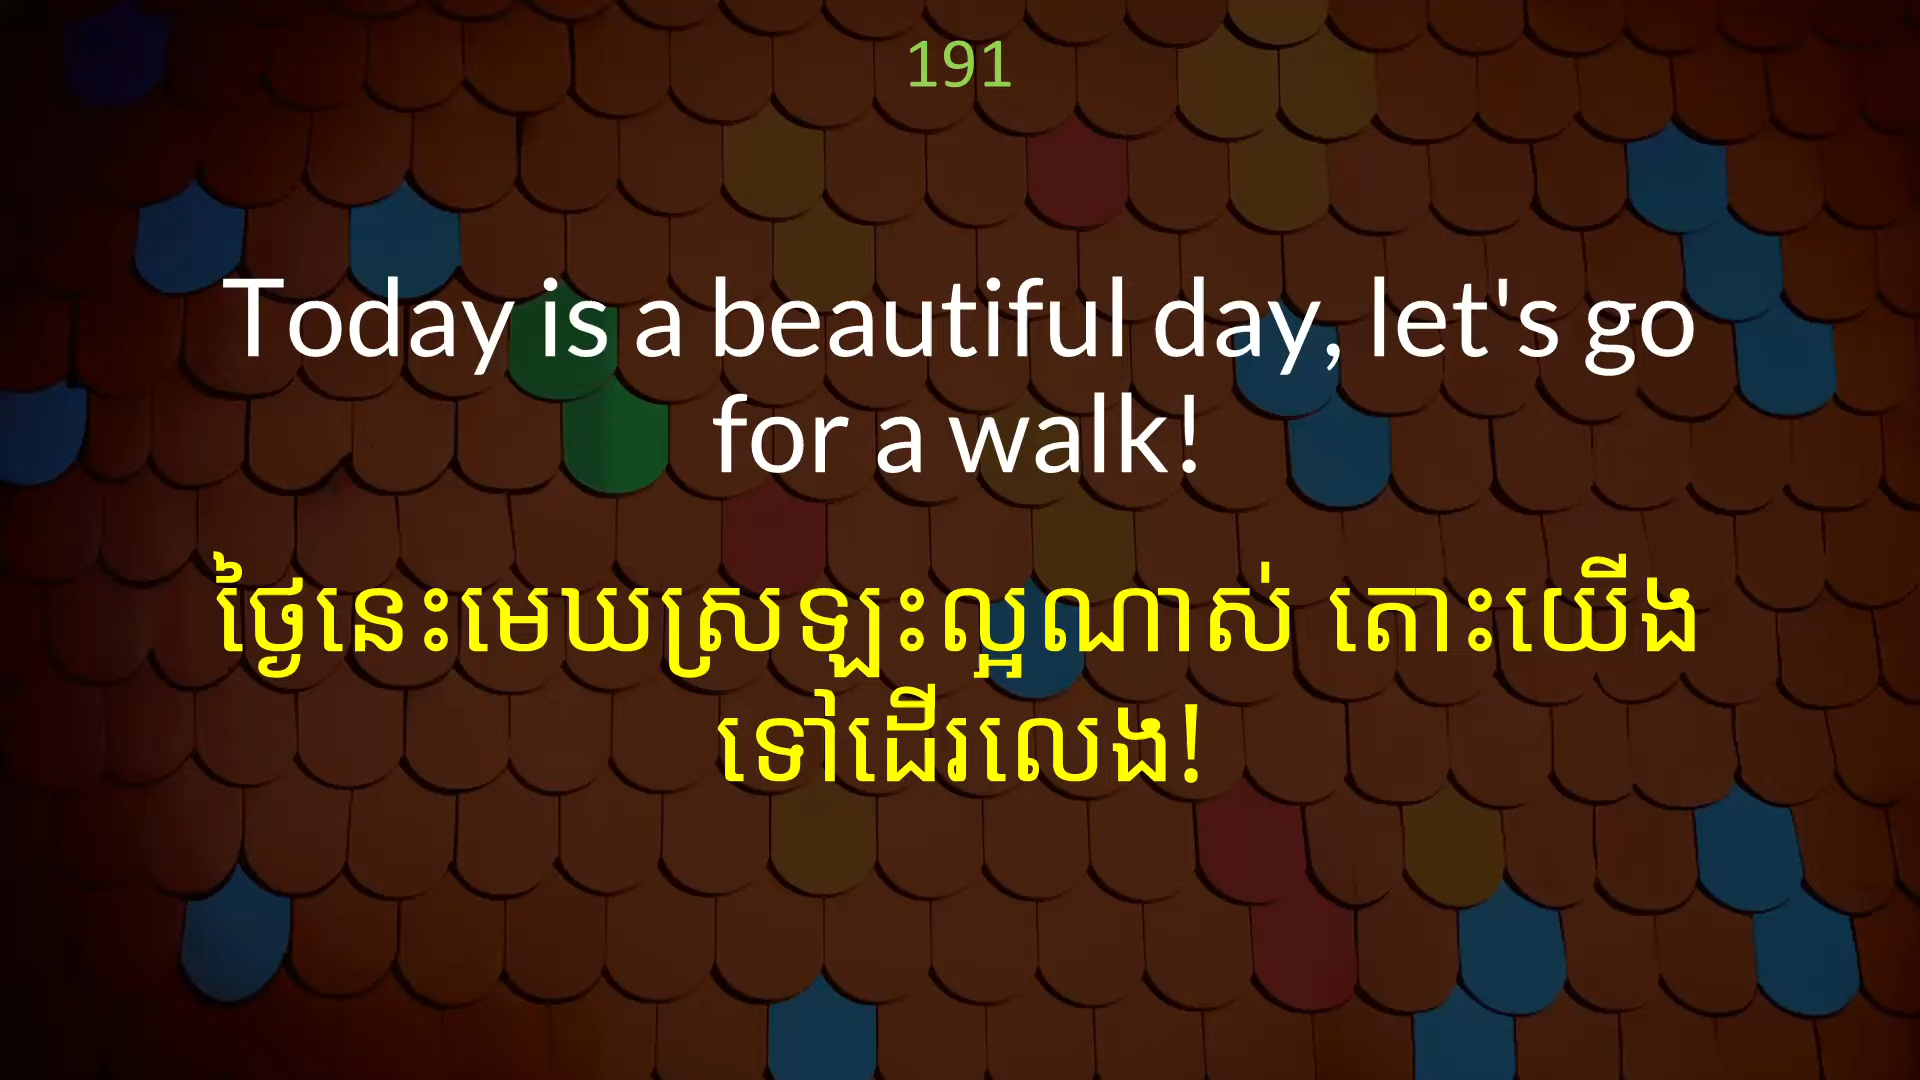 191
Today is a beautiful day, let's go
for a walk!
ថ្ងៃនេះមេឃស្រឡះល្អណាស់ តោះយើង
ទៅដើរលេង!